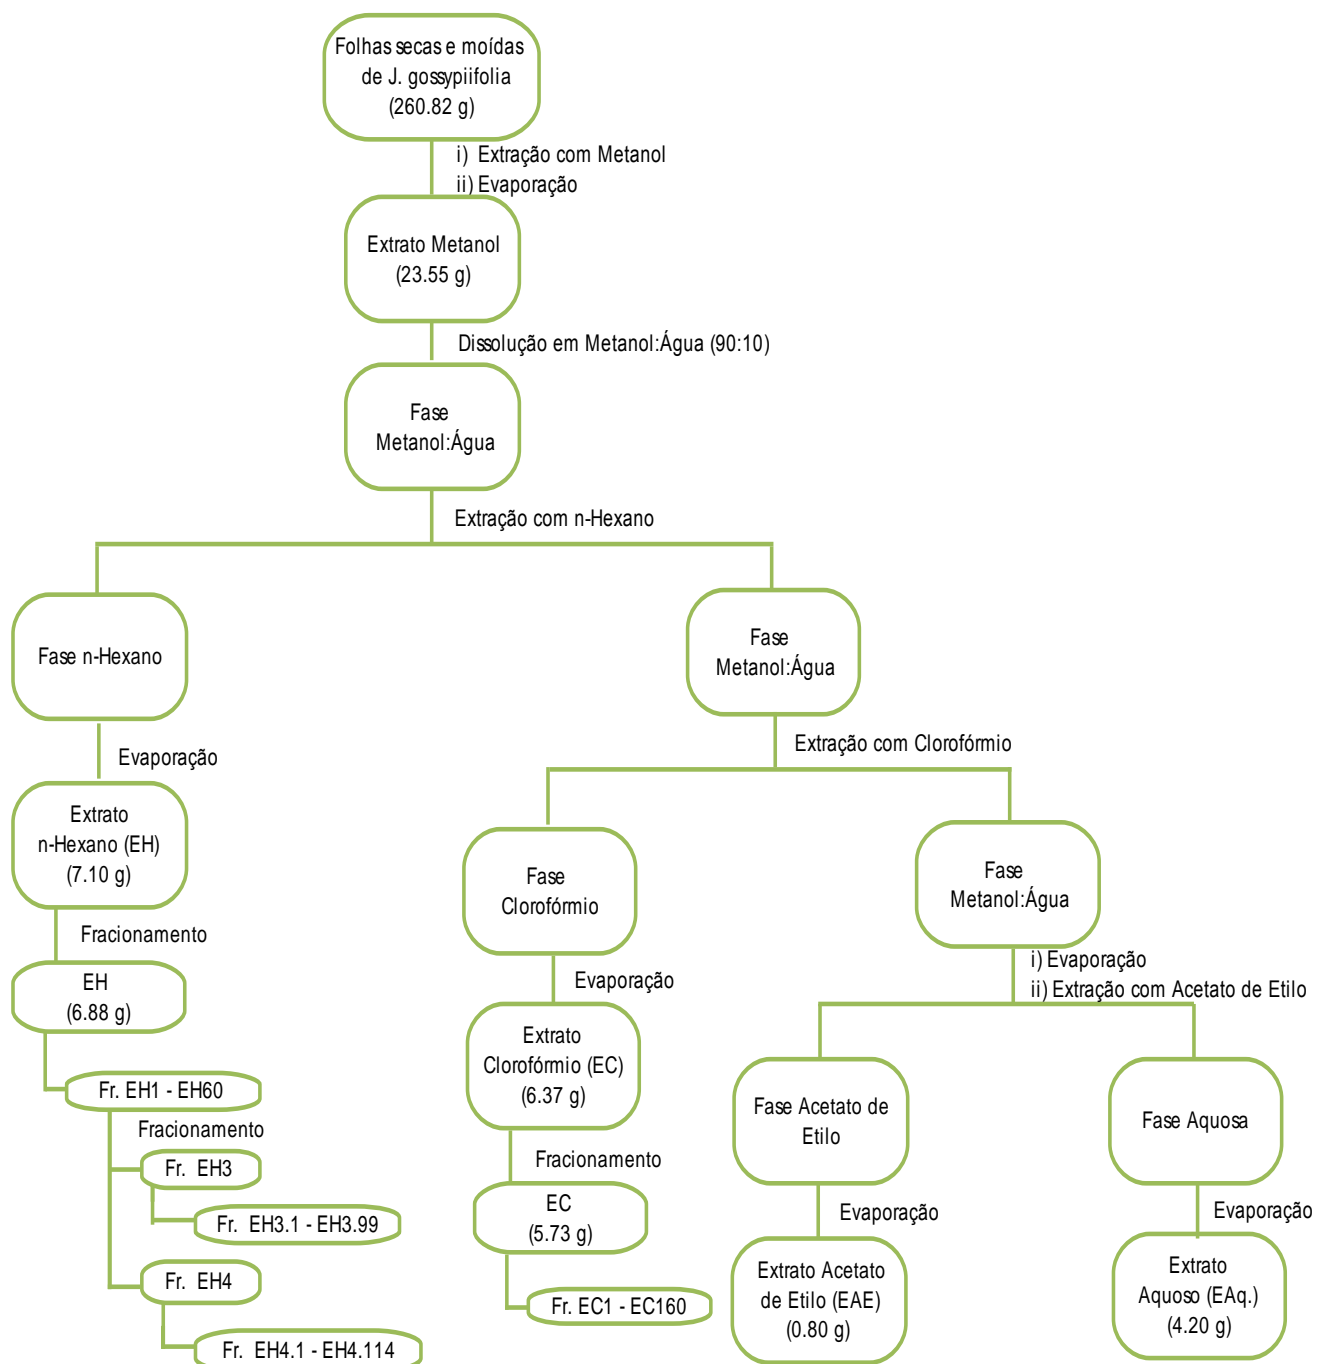 Folhas secas e moídas
de J. gossypiifolia
(260.82 g)
i) Extração com Metanol
ii) Evaporação
Extrato Metanol
(23.55 g)
Dissolução em Metanol:Água (90:10)
Fase
Metanol:Água
Extração com n-Hexano
Fase n-Hexano
Fase
Metanol:Água
Evaporação
Extração com Clorofórmio
Extrato
n-Hexano (EH)
(7.10 g)
Fase
Clorofórmio
Fase
Metanol:Água
Fracionamento
EH
(6.88 g)
Evaporação
i) Evaporação
ii) Extração com Acetato de Etilo
Extrato
Clorofórmio (EC)
(6.37 g)
Fr. EH1 - EH60
Fracionamento
Fr. EH3
Fr. EH3.1 - EH3.99
Fr. EH4
Fr. EH4.1 - EH4.114
Fracionamento
EC
(5.73 g)
Fr. EC1 - EC160
Fase Acetato de
Etilo
Fase Aquosa
Evaporação
Evaporação
Extrato Acetato
de Etilo (EAE)
(0.80 g)
Extrato
Aquoso (EAq.)
(4.20 g)